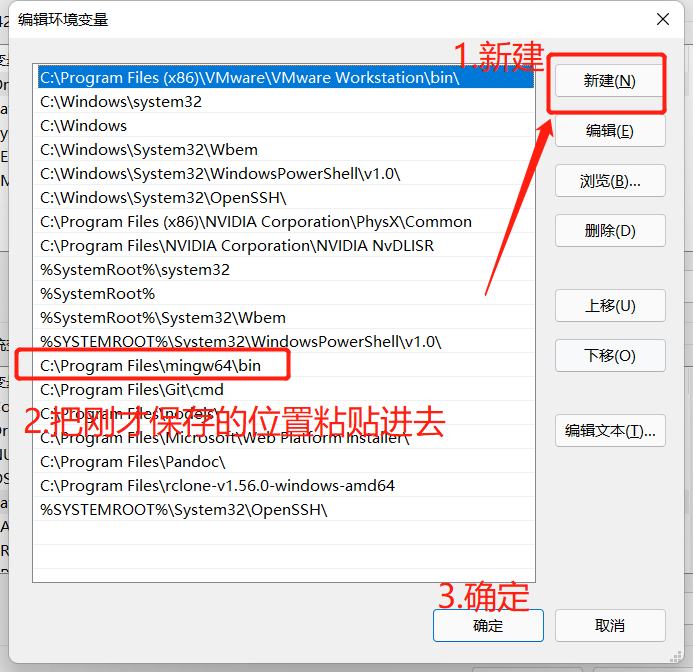 编辑环境变量
1.新建
C:\Program Files (x86)\VMware\VMware Workstation\bin\
新建(N)
C:\Windows\system32
C:\Windows
编辑(E)
C:\Windows\System32\Wbem
C:\Windows\System32\WindowsPowerShell\v1.0\
浏览(B)...
C:\Windows\System32\OpenSSH\
C:\Program Files (x86)\NVIDIA Corporation\PhysX\Common
删除(D)
C:\Program Files\NVIDIA Corporation\NVIDIA NvDLISR
%SystemRoot%\system32
%SystemRoot%
上移(U)
%SystemRoot%\System32\Wbem
%SYSTEMROOT%\System32\WindowsPowerShell\v1.0\
下移(O)
C:\Program Files\mingw64\bin
C:\Program Files\Git\cmd
C:\Program Files\nodejs\
2.把刚才保存的位置粘贴进去
C:\Program Files\Microsoft\Web Platform Installer\
编辑文本(T)...
C:\Program Files\Pandoc\
C:\Program Files\rclone-v1.56.0-windows-amd64
%SYSTEMROOT%\System32\OpenSSH\
3.确定
确定
取消